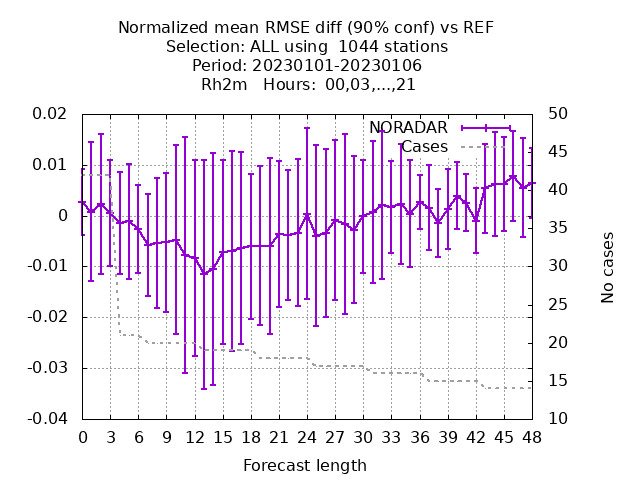 Normalized mean RMSE diff (90% conf) vs REF
Selection: ALL using  1044 stations
Period: 20230101-20230106
Rh2m   Hours:  00,03,...,21
NORADAR
Cases
0.02
0.01
0
-0.01
-0.02
-0.03
-0.04
50
45
40
35
30
25
20
15
10
No cases
0 3 6 9 12 15 18 21 24 27 30 33 36 39 42 45 48
Forecast length